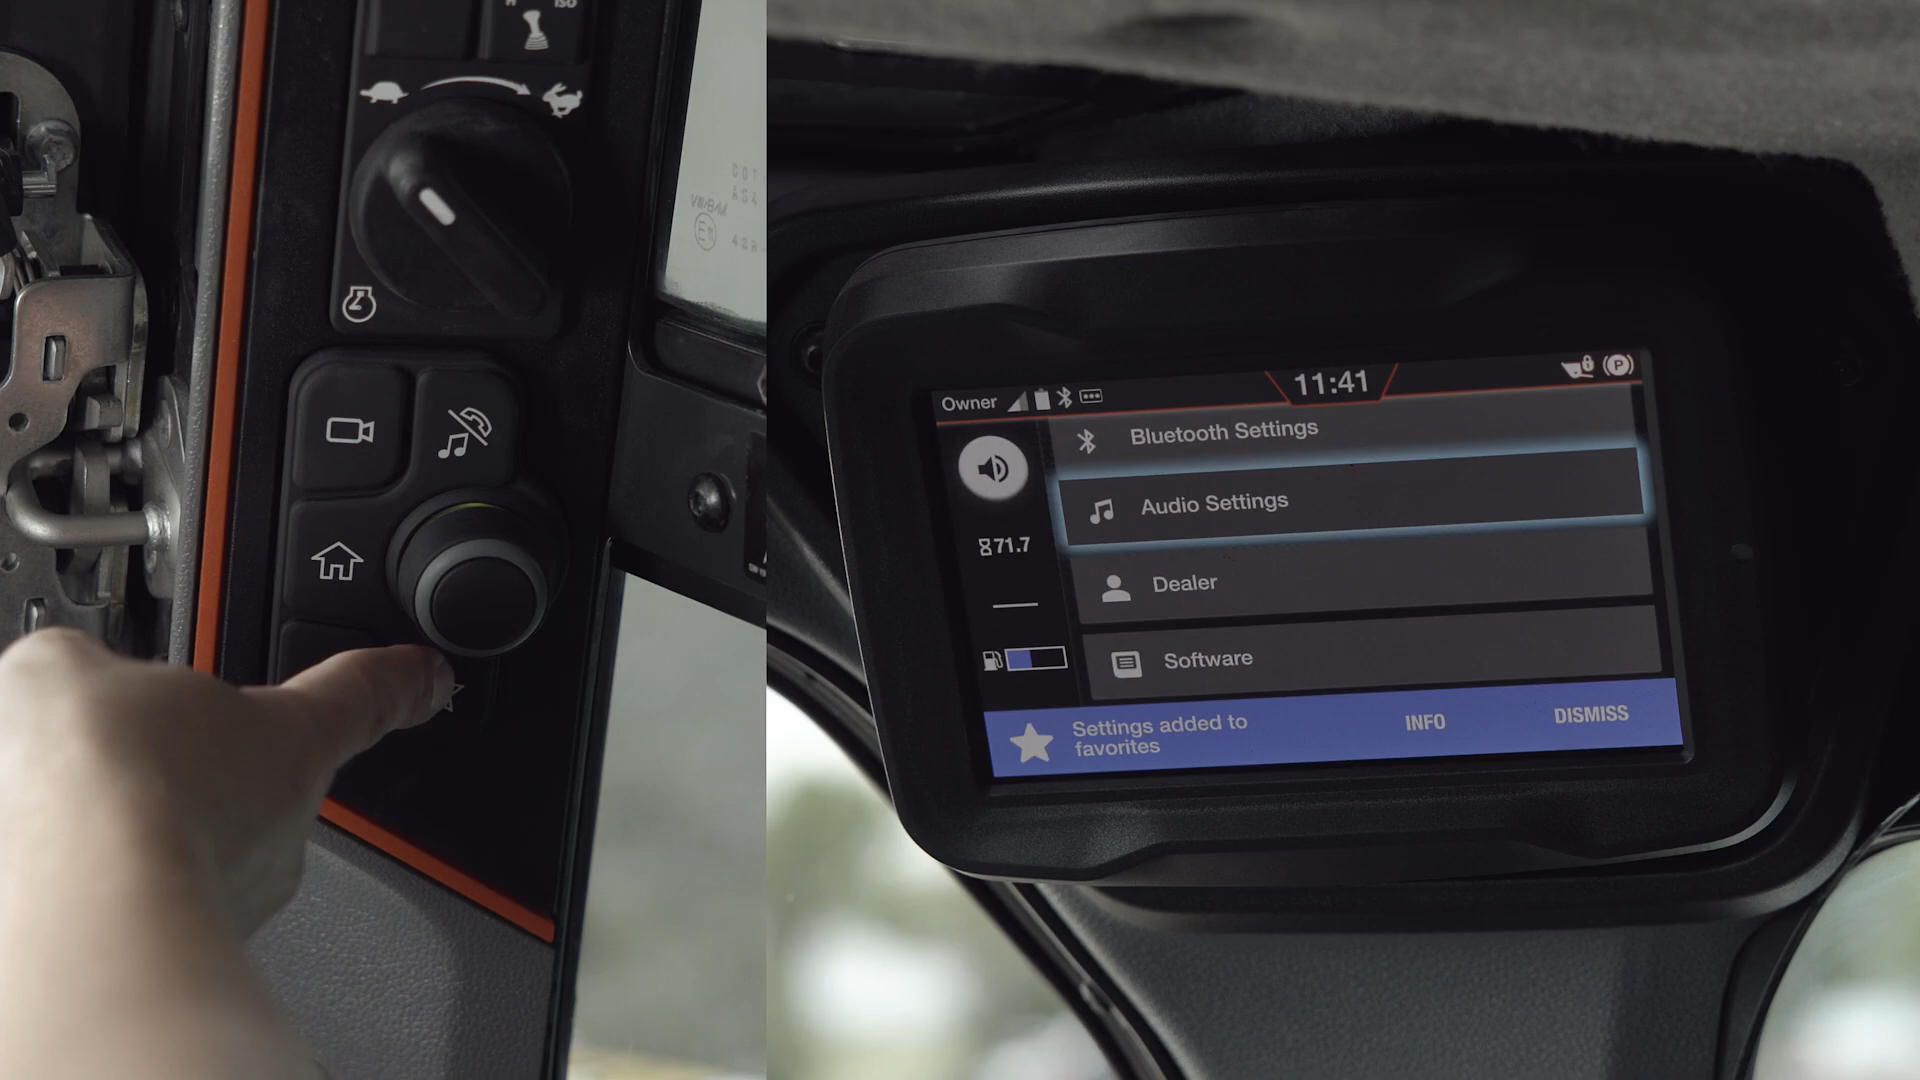 ISO
Owner
11:41
P
Bluetooth Settings
Audio Settings
71.7
Dealer
Software
Settings added to
favorites
INFO
DISMISS